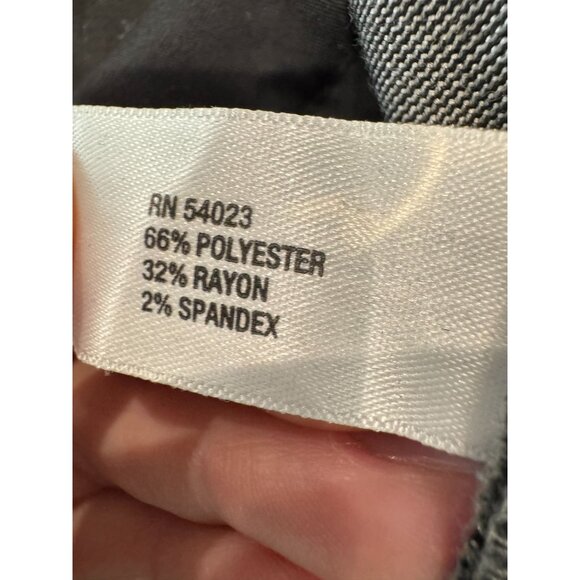 RN 54023
66% POLYESTER
32% RAYON
2% SPANDEX